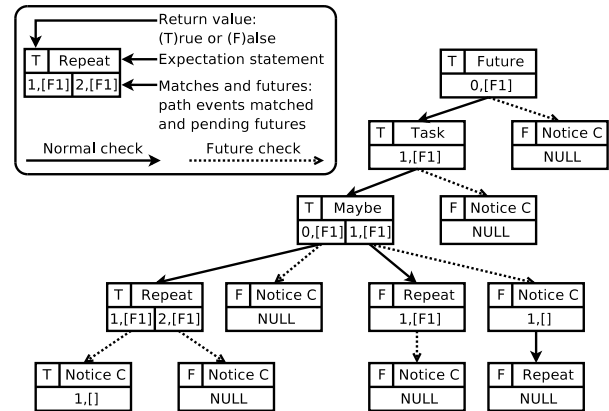 Return value:
(T)rue or (F)alse
T Repeat
Expectation statement
1,[F1] 2,[F1]
Matches and futures:
path events matched
and pending futures
Normal check
Future check
T Future
0,[F1]
T Task
1,[F1]
F Notice C
NULL
T Maybe
0,[F1] 1,[F1]
F Notice C
NULL
T Repeat
1,[F1] 2,[F1]
F Notice C
NULL
F Repeat
1,[F1]
F Notice C
1,[]
T Notice C
1,[]
F Notice C
NULL
F Notice C
NULL
F Repeat
NULL